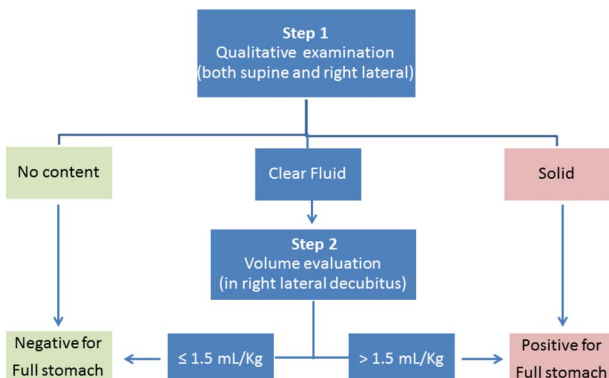 Step 1
Qualitative examination
(both supine and right lateral)
No content
Clear Fluid
Solid
Step 2
Volume evaluation
(in right lateral decubitus)
Negative for
Full stomach
≤ 1.5 mL/Kg
> 1.5 mL/Kg
Positive for
Full stomach